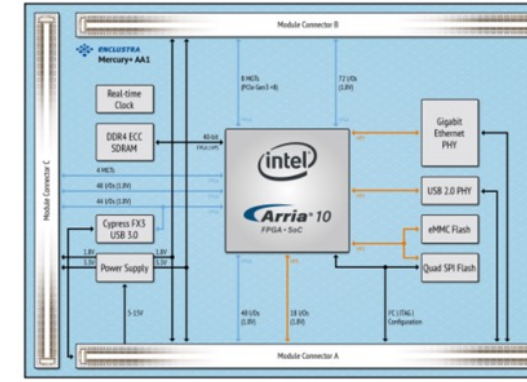 Module Connector B
ENCLUSTRA
Mercury+ AA1
8 MGTs
(PCIe Gen3 ×8)
72 I/Os
(1.8V)
Real-time
Clock
DDR4 ECC
SDRAM
40-bit
FPGA | HPS
Gigabit
Ethernet
PHY
intel
Arria® 10
FPGA • SoC
Module Connector C
4 MGTs
48 I/Os (1.8V)
44 I/Os (1.8V)
USB 2.0 PHY
Cypress FX3
USB 3.0
eMMC Flash
1.8V
1.8V
3.3V
3.3V
Power Supply
Quad SPI Flash
5-15V
48 I/Os
(1.8V)
18 I/Os
(1.8V)
I²C | JTAG |
Configuration
Module Connector A